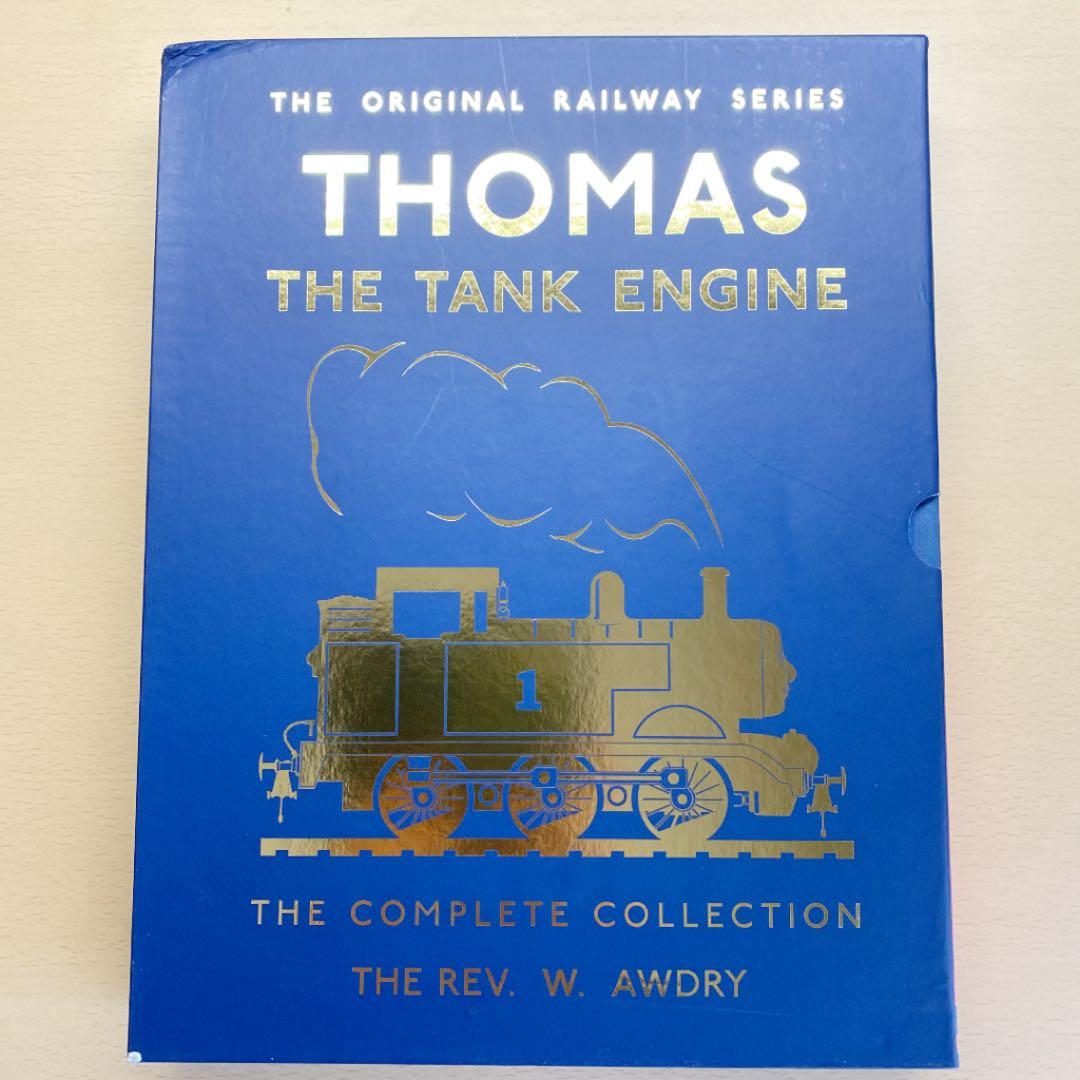 THE ORIGINAL RAILWAY SERIES
THOMAS
THE TANK ENGINE
1
THE COMPLETE COLLECTION
THE REV. W. AWDRY